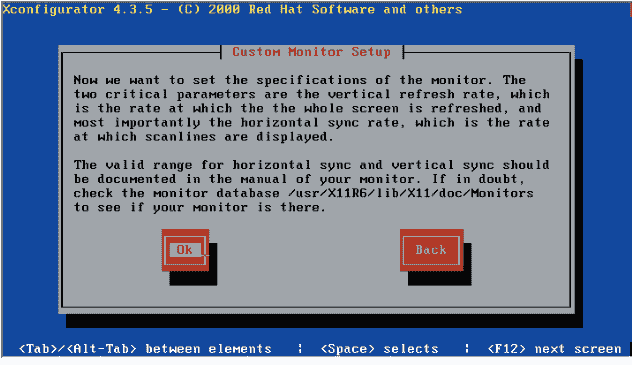 Xconfigurator 4.3.5 - (C) 2000 Red Hat Software and others
Custom Monitor Setup
Now we want to set the specifications of the monitor. The
two critical parameters are the vertical refresh rate, which
is the rate at which the the whole screen is refreshed, and
most importantly the horizontal sync rate, which is the rate
at which scanlines are displayed.
The valid range for horizontal sync and vertical sync should
be documented in the manual of your monitor. If in doubt,
check the monitor database /usr/X11R6/lib/X11/doc/Monitors
to see if your monitor is there.
Ok Back
<Tab>/<Alt-Tab> between elements | <Space> selects | <F12> next screen